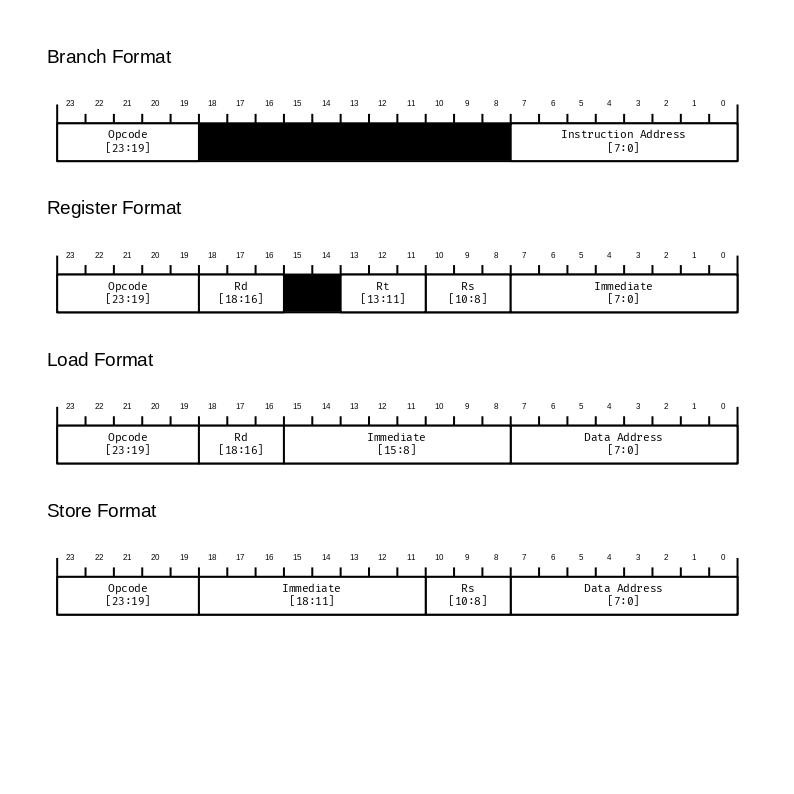 Branch Format
23 22 21 20 19 18 17 16 15 14 13 12 11 10 9 8 7 6 5 4 3 2 1 0
Opcode Instruction Address
[23:19] [7:0]
Register Format
23 22 21 20 19 18 17 16 15 14 13 12 11 10 9 8 7 6 5 4 3 2 1 0
Opcode Rd Rt Rs Immediate
[23:19] [18:16] [13:11] [10:8] [7:0]
Load Format
23 22 21 20 19 18 17 16 15 14 13 12 11 10 9 8 7 6 5 4 3 2 1 0
Opcode Rd Immediate Data Address
[23:19] [18:16] [15:8] [7:0]
Store Format
23 22 21 20 19 18 17 16 15 14 13 12 11 10 9 8 7 6 5 4 3 2 1 0
Opcode Immediate Rs Data Address
[23:19] [18:11] [10:8] [7:0]